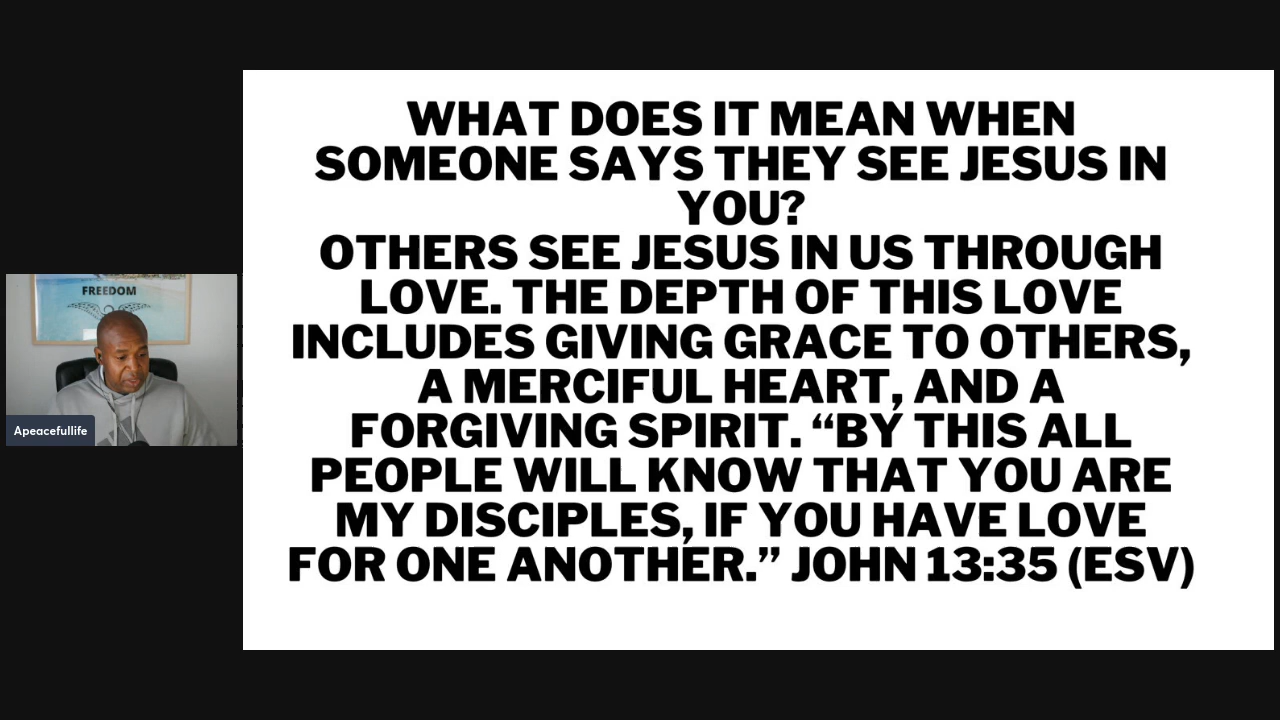 WHAT DOES IT MEAN WHEN
SOMEONE SAYS THEY SEE JESUS IN
YOU?
OTHERS SEE JESUS IN US THROUGH
LOVE. THE DEPTH OF THIS LOVE
INCLUDES GIVING GRACE TO OTHERS,
A MERCIFUL HEART, AND A
FORGIVING SPIRIT. “BY THIS ALL
PEOPLE WILL KNOW THAT YOU ARE
MY DISCIPLES, IF YOU HAVE LOVE
FOR ONE ANOTHER.” JOHN 13:35 (ESV)
FREEDOM
Apeacefullife